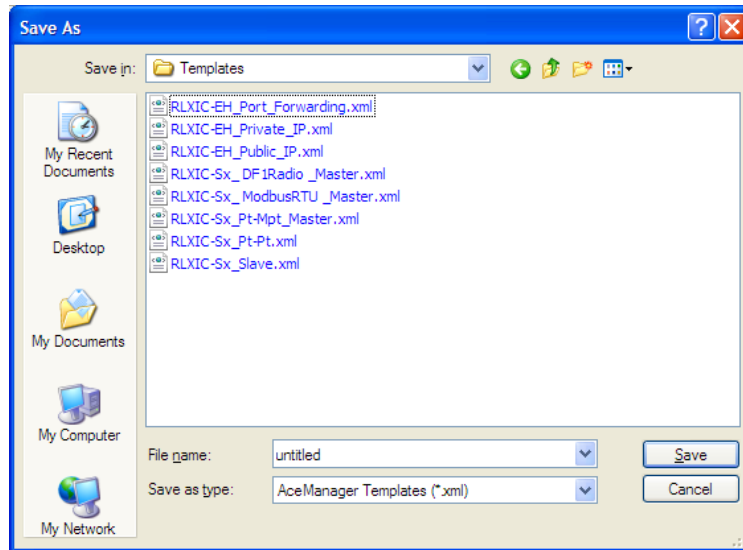 Save As
Save in:
Templates
My Recent
Documents
Desktop
My Documents
My Computer
My Network
RLXIC-EH_Port_Forwarding.xml
RLXIC-EH_Private_IP.xml
RLXIC-EH_Public_IP.xml
RLXIC-Sx_ DF1Radio _Master.xml
RLXIC-Sx_ ModbusRTU _Master.xml
RLXIC-Sx_Pt-Mpt_Master.xml
RLXIC-Sx_Pt-Pt.xml
RLXIC-Sx_Slave.xml
File name:
untitled
Save
Save as type:
AceManager Templates (*.xml)
Cancel